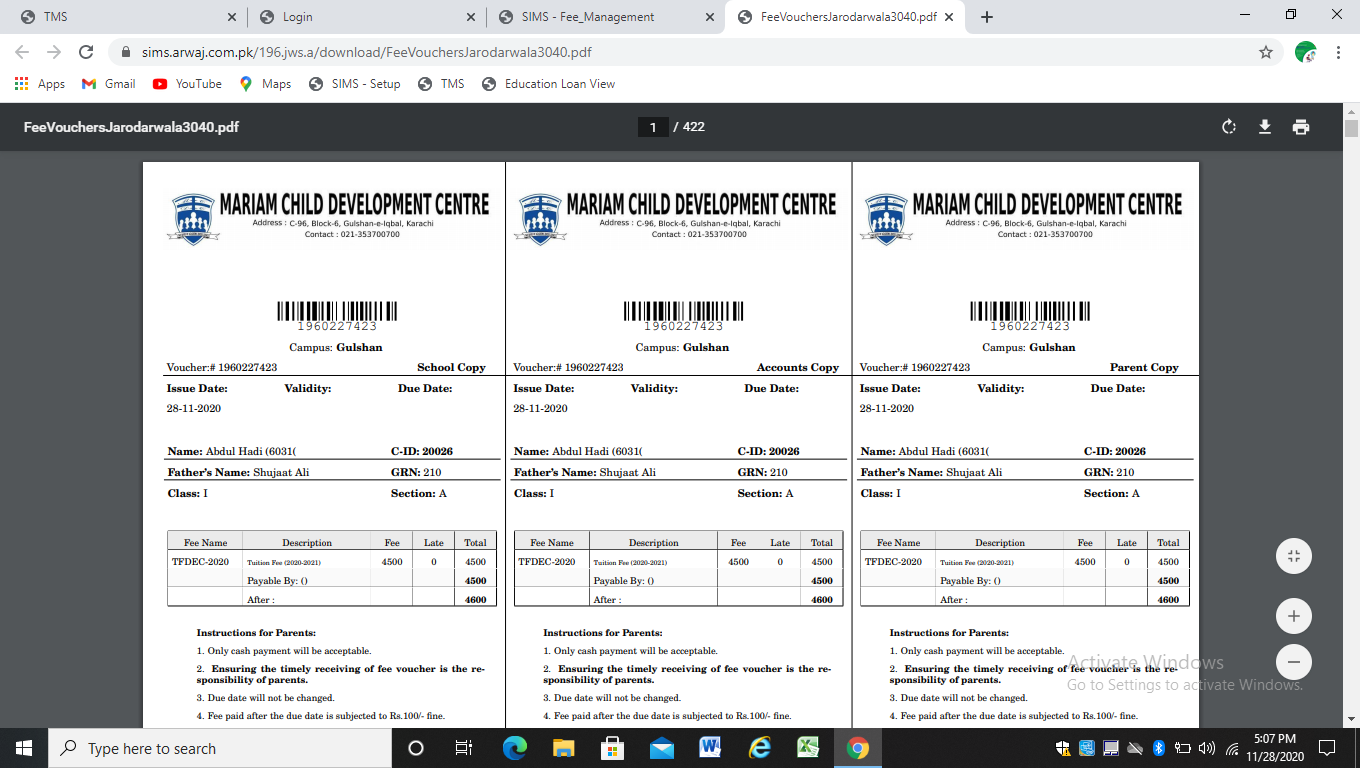 TMS
Login
SIMS - Fee_Management
FeeVouchersJarodarwala3040.pdf
sims.arwaj.com.pk/196.jws.a/download/FeeVouchersJarodarwala3040.pdf
Apps Gmail YouTube Maps SIMS - Setup TMS Education Loan View
FeeVouchersJarodarwala3040.pdf 1 / 422
MARIAM CHILD DEVELOPMENT CENTRE
Address : C-96, Block-6, Gulshan-e-Iqbal, Karachi
Contact : 021-353700700
1960227423
Campus: Gulshan
Voucher:# 1960227423 School Copy
Issue Date: Validity: Due Date:
28-11-2020
Name: Abdul Hadi (6031( C-ID: 20026
Father's Name: Shujaat Ali GRN: 210
Class: I Section: A
Fee Name Description Fee Late Total
TFDEC-2020 Tuition Fee (2020-2021) 4500 0 4500
Payable By: () 4500
After : 4600
Instructions for Parents:
1. Only cash payment will be acceptable.
2. Ensuring the timely receiving of fee voucher is the re-
sponsibility of parents.
3. Due date will not be changed.
4. Fee paid after the due date is subjected to Rs.100/- fine.
MARIAM CHILD DEVELOPMENT CENTRE
Address : C-96, Block-6, Gulshan-e-Iqbal, Karachi
Contact : 021-353700700
1960227423
Campus: Gulshan
Voucher:# 1960227423 Accounts Copy
Issue Date: Validity: Due Date:
28-11-2020
Name: Abdul Hadi (6031( C-ID: 20026
Father's Name: Shujaat Ali GRN: 210
Class: I Section: A
Fee Name Description Fee Late Total
TFDEC-2020 Tuition Fee (2020-2021) 4500 0 4500
Payable By: () 4500
After : 4600
Instructions for Parents:
1. Only cash payment will be acceptable.
2. Ensuring the timely receiving of fee voucher is the re-
sponsibility of parents.
3. Due date will not be changed.
4. Fee paid after the due date is subjected to Rs.100/- fine.
MARIAM CHILD DEVELOPMENT CENTRE
Address : C-96, Block-6, Gulshan-e-Iqbal, Karachi
Contact : 021-353700700
1960227423
Campus: Gulshan
Voucher:# 1960227423 Parent Copy
Issue Date: Validity: Due Date:
28-11-2020
Name: Abdul Hadi (6031( C-ID: 20026
Father's Name: Shujaat Ali GRN: 210
Class: I Section: A
Fee Name Description Fee Late Total
TFDEC-2020 Tuition Fee (2020-2021) 4500 0 4500
Payable By: () 4500
After : 4600
Instructions for Parents:
1. Only cash payment will be acceptable.
2. Ensuring the timely receiving of fee voucher is the re-
sponsibility of parents.
3. Due date will not be changed.
4. Fee paid after the due date is subjected to Rs.100/- fine.
Activate Windows
Go to Settings to activate Windows.
Type here to search
5:07 PM
11/28/2020